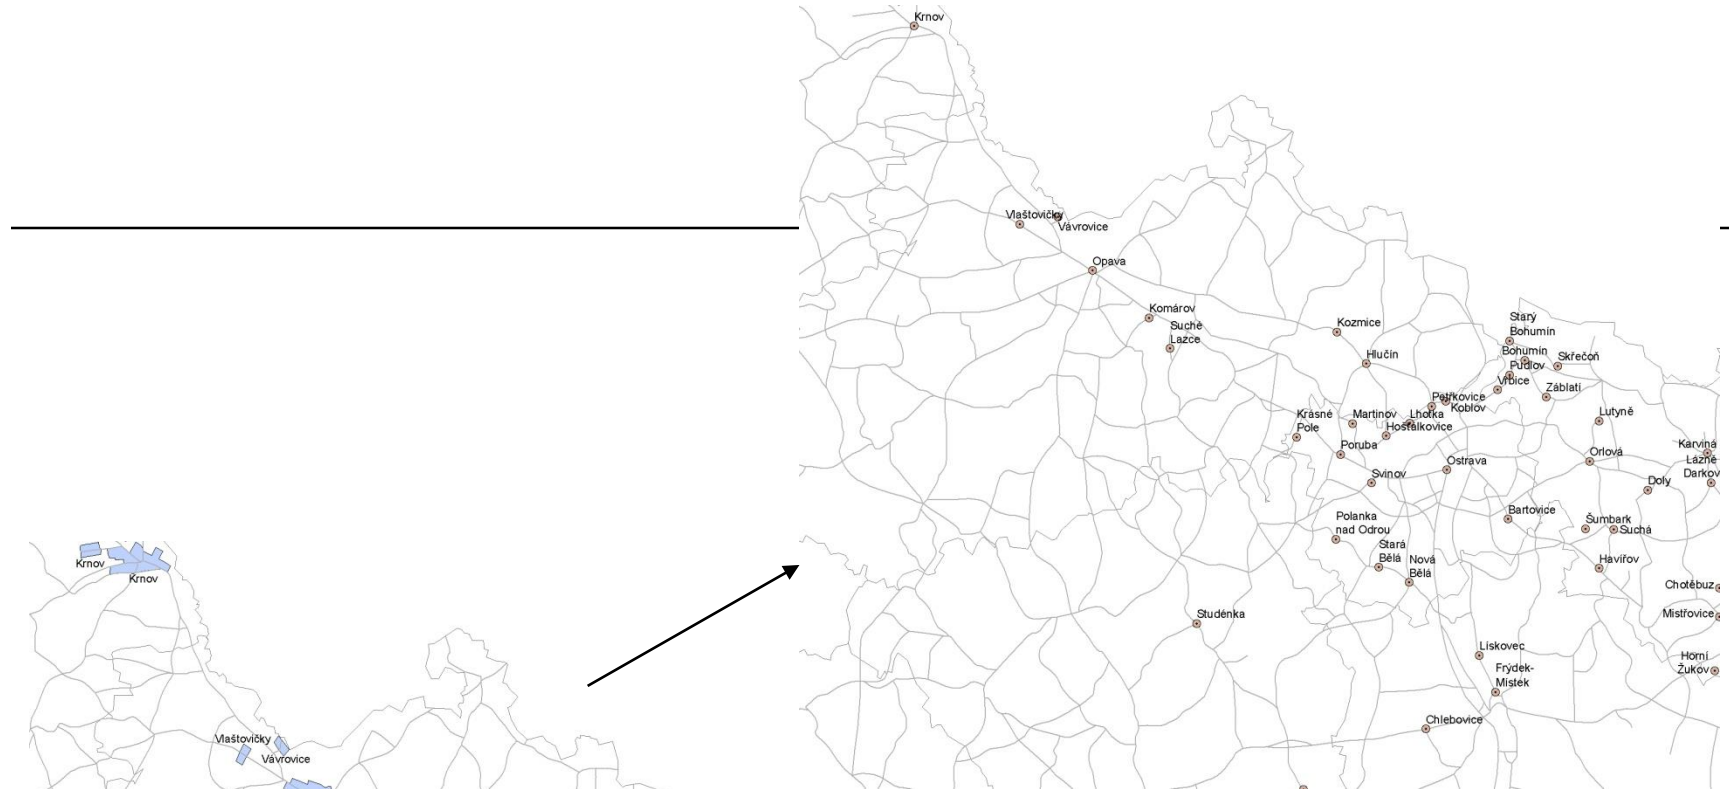 Krnov
Vlaštovičky
Vávrovice
Opava
Komárov
Suché
Lazce
Kozmice
Hlučín
Starý
Bohumín
Bohumín
Skřečoň
Pudlov
Vrbice
Záblatí
Petřkovice
Koblov
Lhotka
Hošťálkovice
Martinov
Krásné
Pole
Poruba
Svinov
Ostrava
Lutyně
Orlová
Karviná
Lázně
Darkov
Doly
Bartovice
Šumbark
Suchá
Havířov
Polanka
nad Odrou
Stará
Bělá
Nová
Bělá
Chotěbuz
Mistřovice
Studénka
Lískovec
Horní
Žukov
Frýdek-
Místek
Chlebovice
Krnov
Krnov
Vlaštovičky
Vávrovice